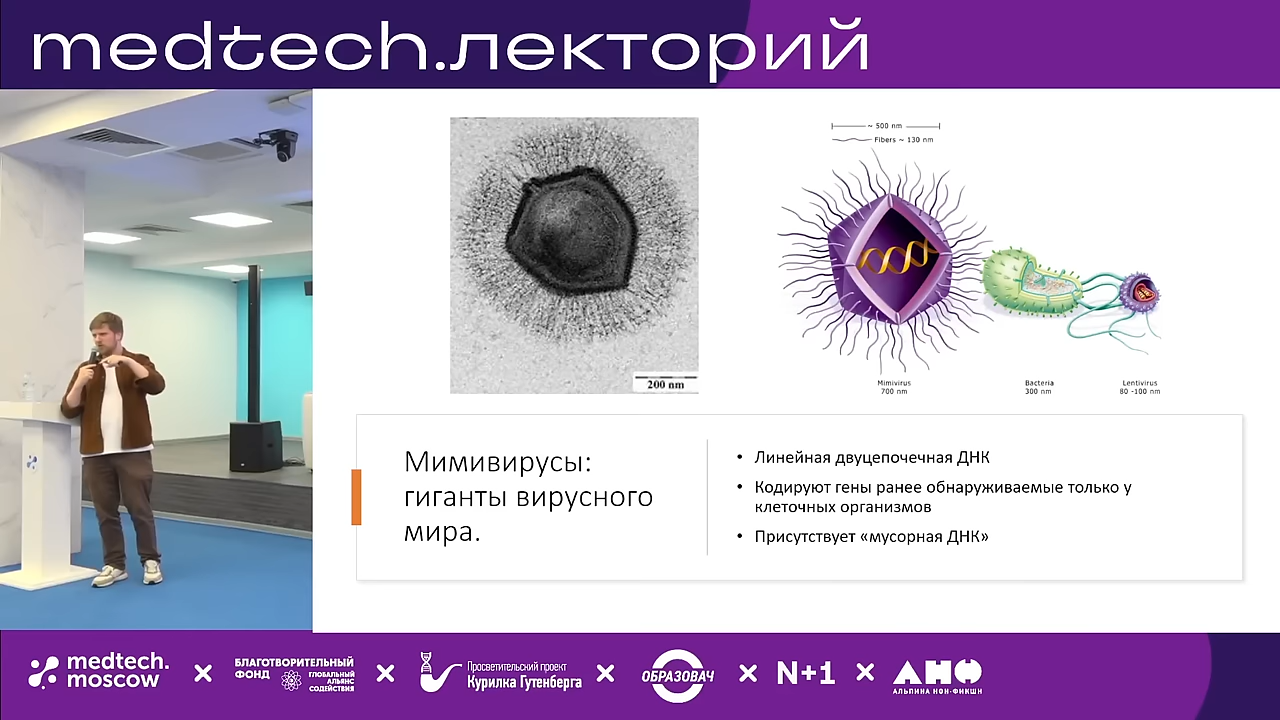 medtech.лекторий
~ 500 nm
Fibers ~ 130 nm
200 nm
Mimivirus
700 nm
Bacteria
300 nm
Lentivirus
80 -100 nm
Мимивирусы:
гиганты вирусного
мира.
• Линейная двуцепочечная ДНК
• Кодируют гены ранее обнаруживаемые только у
клеточных организмов
• Присутствует «мусорная ДНК»
medtech.
moscow
×
БЛАГОТВОРИТЕЛЬНЫЙ
ФОНД
ГЛОБАЛЬНЫЙ
АЛЬЯНС
СОДЕЙСТВИЯ
×
Просветительский проект
Курилка Гутенберга
×
ОБРАЗОВАЧ
×
N+1
×
АНФ
АЛЬПИНА НОН-ФИКШН